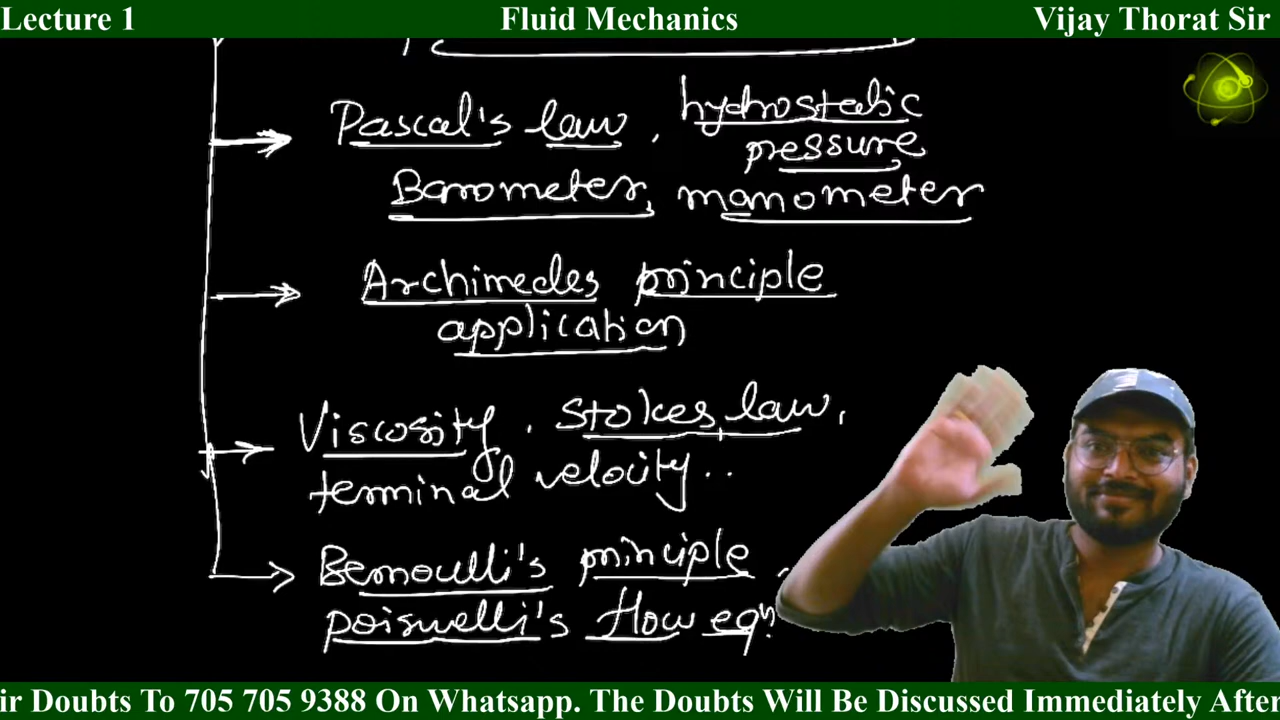 Lecture 1 Fluid Mechanics Vijay Thorat Sir
Pascal's law, hydrostatic
pressure
Barometer, manometer
Archimedes principle
application
Viscosity, Stokes law,
terminal velocity..
Bernoulli's principle,
poiswelli's flow eqⁿ.
ir Doubts To 705 705 9388 On Whatsapp. The Doubts Will Be Discussed Immediately After